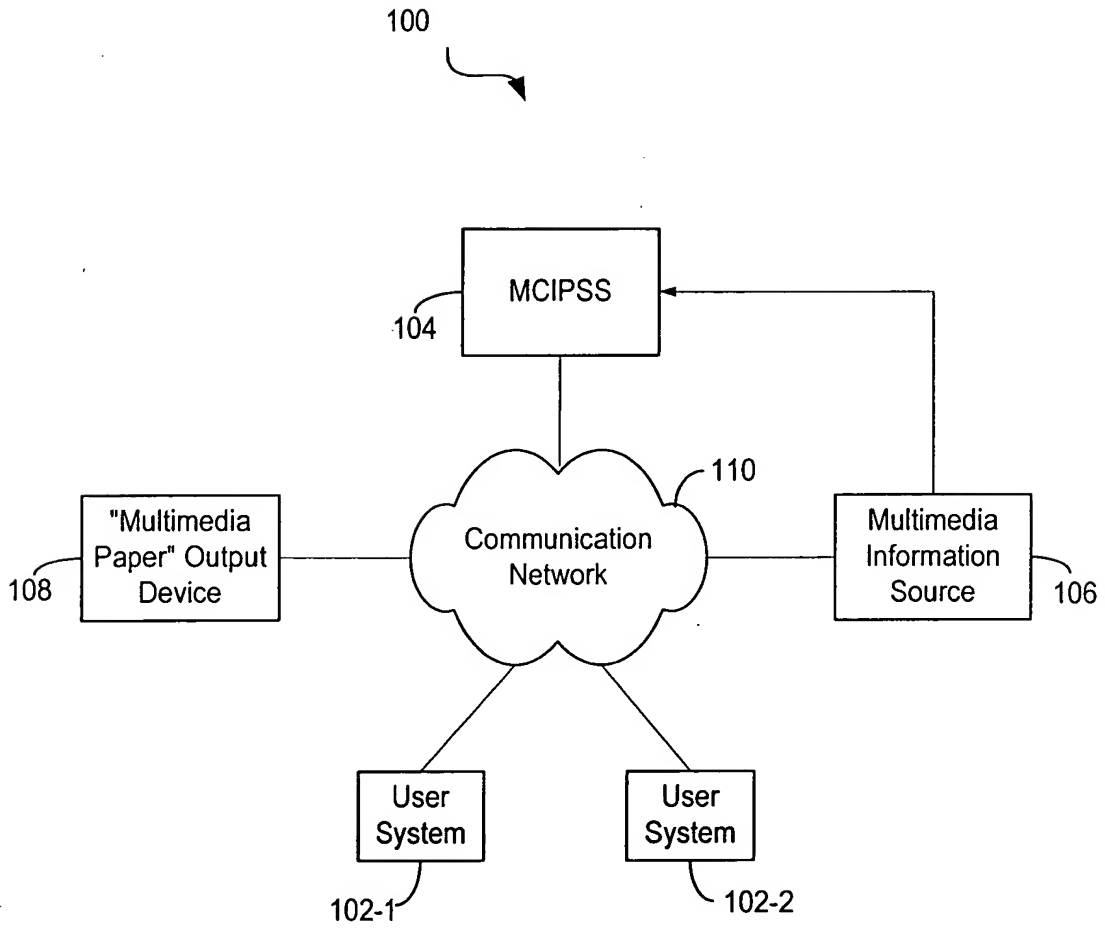 100
MCIPSS
104
110
"Multimedia
Paper" Output
Device
108
Communication
Network
Multimedia
Information
Source
106
User
System
102-1
User
System
102-2